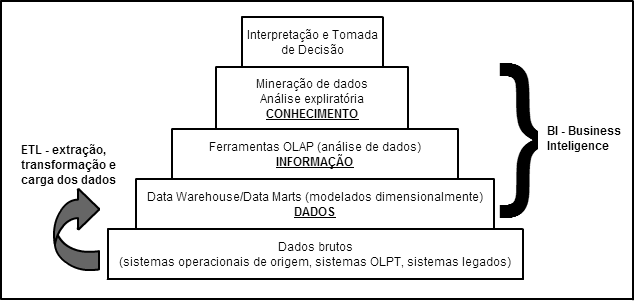 Interpretação e Tomada
de Decisão
Mineração de dados
Análise expliratória
CONHECIMENTO
Ferramentas OLAP (análise de dados)
INFORMAÇÃO
Data Warehouse/Data Marts (modelados dimensionalmente)
DADOS
Dados brutos
(sistemas operacionais de origem, sistemas OLPT, sistemas legados)
ETL - extração,
transformação e
carga dos dados
BI - Business
Inteligence